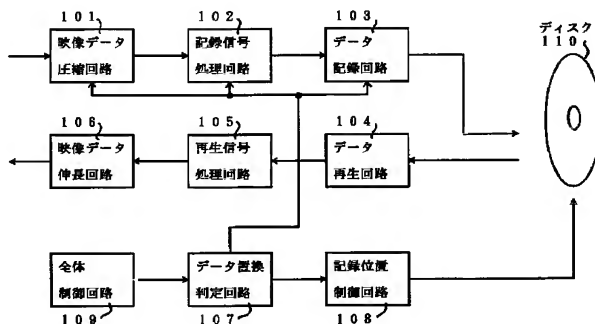 101
102
103
ディスク
110
映像データ
圧縮回路
記録信号
処理回路
データ
記録回路
106
105
104
映像データ
伸長回路
再生信号
処理回路
データ
再生回路
全体
制御回路
データ置換
判定回路
記録位置
制御回路
109
107
108